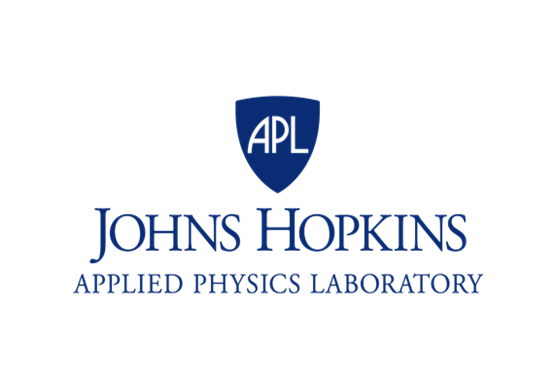 APL
JOHNS HOPKINS
APPLIED PHYSICS LABORATORY